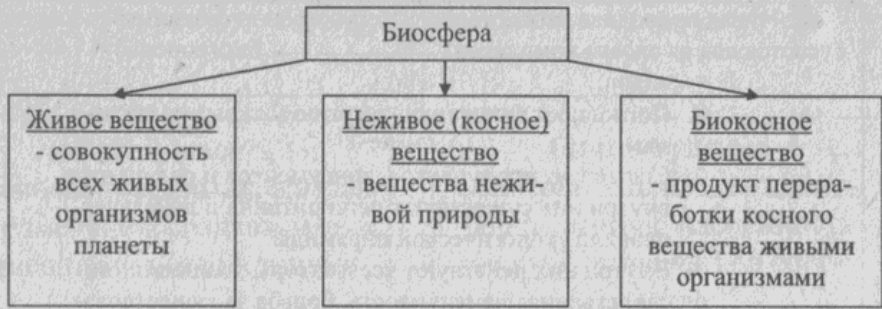 Биосфера
Живое вещество
- совокупность
всех живых
организмов
планеты
Неживое (косное)
вещество
- вещества нежи-
вой природы
Биокосное
вещество
- продукт перера-
ботки косного
вещества живыми
организмами